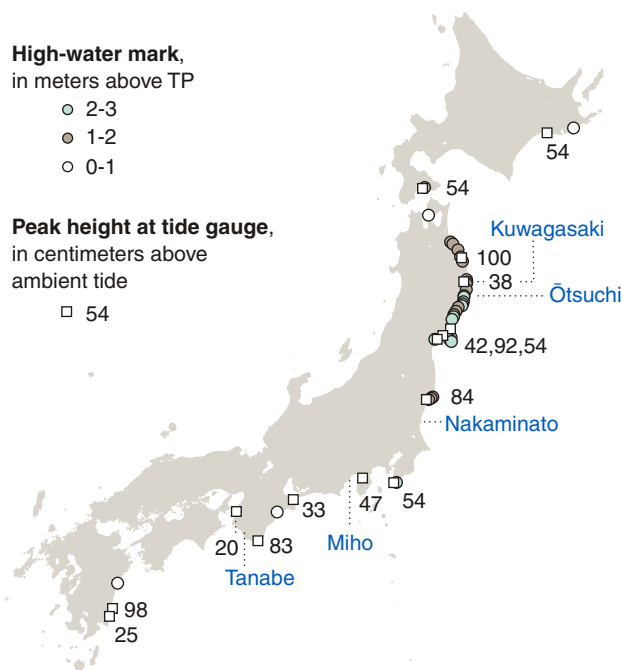 High-water mark,
in meters above TP
2-3
1-2
0-1
Peak height at tide gauge,
in centimeters above
ambient tide
54
54
54
Kuwagasaki
100
38
Ōtsuchi
42,92,54
84
Nakaminato
47
54
33
20
83
Miho
Tanabe
98
25